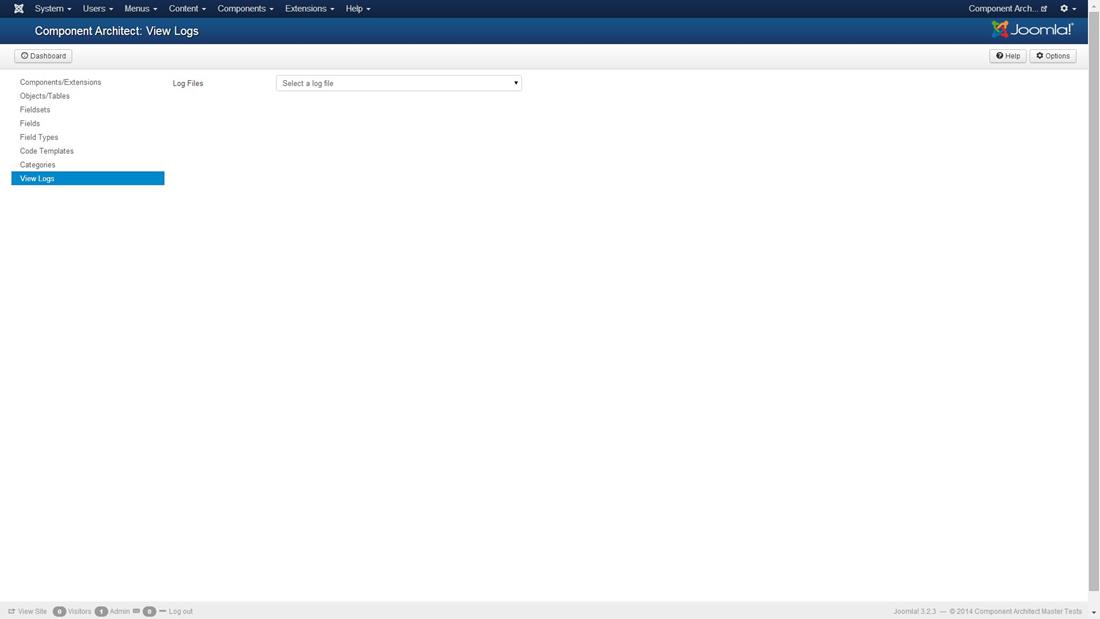 System Users Menus Content Components Extensions Help Component Arch...
Component Architect: View Logs Joomla!
Dashboard Help Options
Components/Extensions
Log Files Select a log file
Objects/Tables
Fieldsets
Fields
Field Types
Code Templates
Categories
View Logs
View Site 0 Visitors 1 Admin 0 Log out Joomla! 3.2.3 — © 2014 Component Architect Master Tests